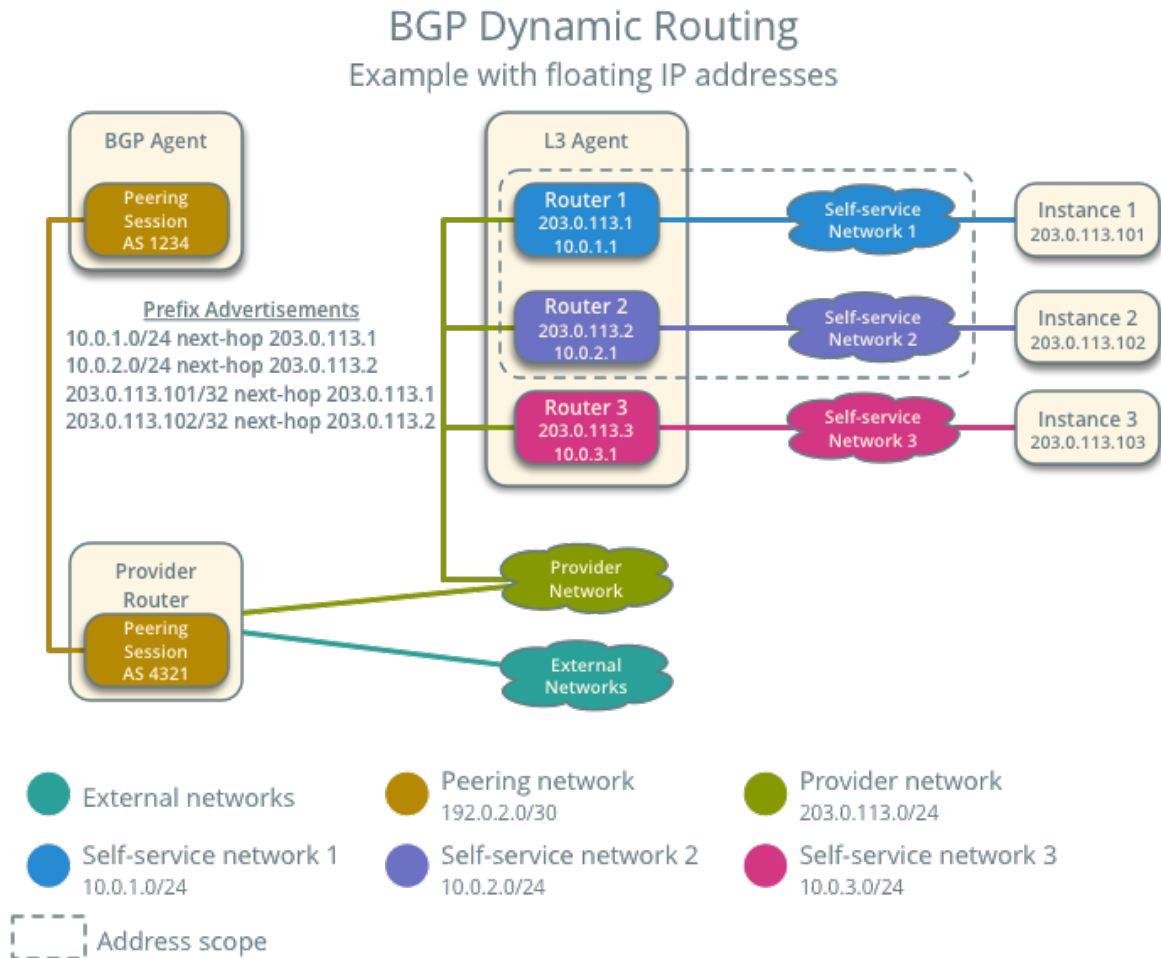 BGP Dynamic Routing
Example with floating IP addresses
BGP Agent
Peering
Session
AS 1234
L3 Agent
Router 1
203.0.113.1
10.0.1.1
Self-service
Network 1
Instance 1
203.0.113.101
Prefix Advertisements
10.0.1.0/24 next-hop 203.0.113.1
10.0.2.0/24 next-hop 203.0.113.2
203.0.113.101/32 next-hop 203.0.113.1
203.0.113.102/32 next-hop 203.0.113.2
Router 2
203.0.113.2
10.0.2.1
Self-service
Network 2
Instance 2
203.0.113.102
Router 3
203.0.113.3
10.0.3.1
Self-service
Network 3
Instance 3
203.0.113.103
Provider
Router
Peering
Session
AS 4321
Provider
Network
External
Networks
External networks
Peering network
192.0.2.0/30
Provider network
203.0.113.0/24
Self-service network 1
10.0.1.0/24
Self-service network 2
10.0.2.0/24
Self-service network 3
10.0.3.0/24
Address scope